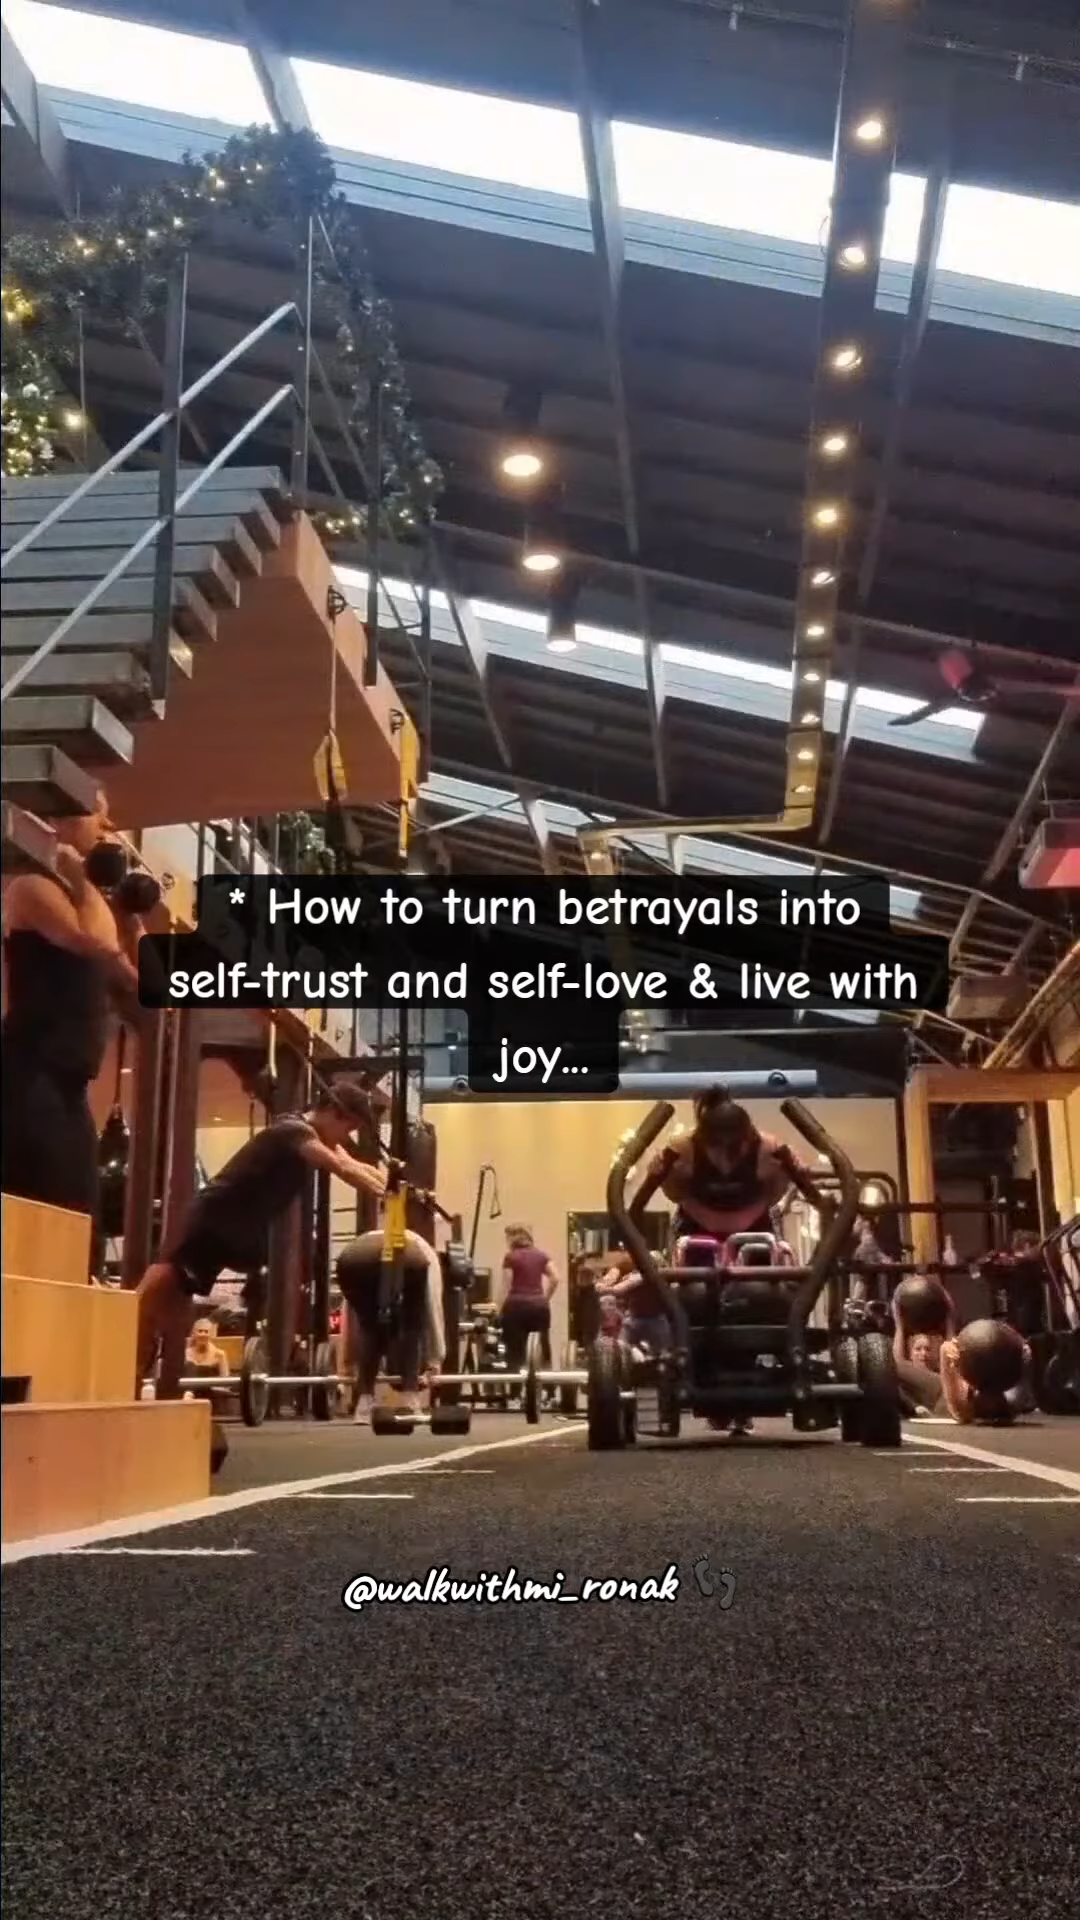 * How to turn betrayals into
self-trust and self-love & live with
joy...
@walkwithmi_ronak